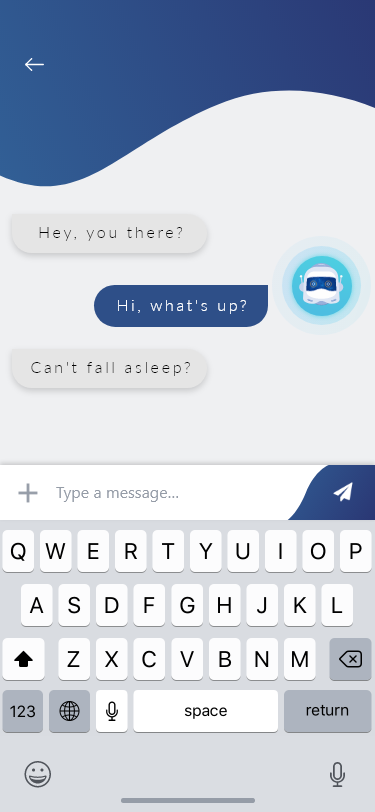 Hey, you there?
Hi, what's up?
Can't fall asleep?
Type a message...
Q W E R T Y U I O P
A S D F G H J K L
Z X C V B N M
123 space return